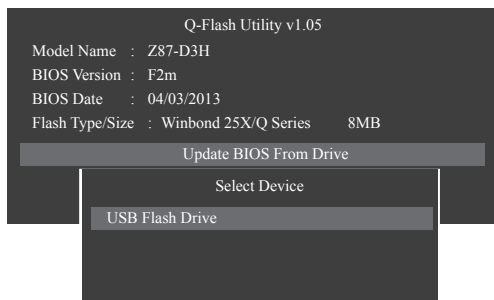 Q-Flash Utility v1.05
Model Name : Z87-D3H
BIOS Version : F2m
BIOS Date : 04/03/2013
Flash Type/Size : Winbond 25X/Q Series 8MB
Update BIOS From Drive
Select Device
USB Flash Drive